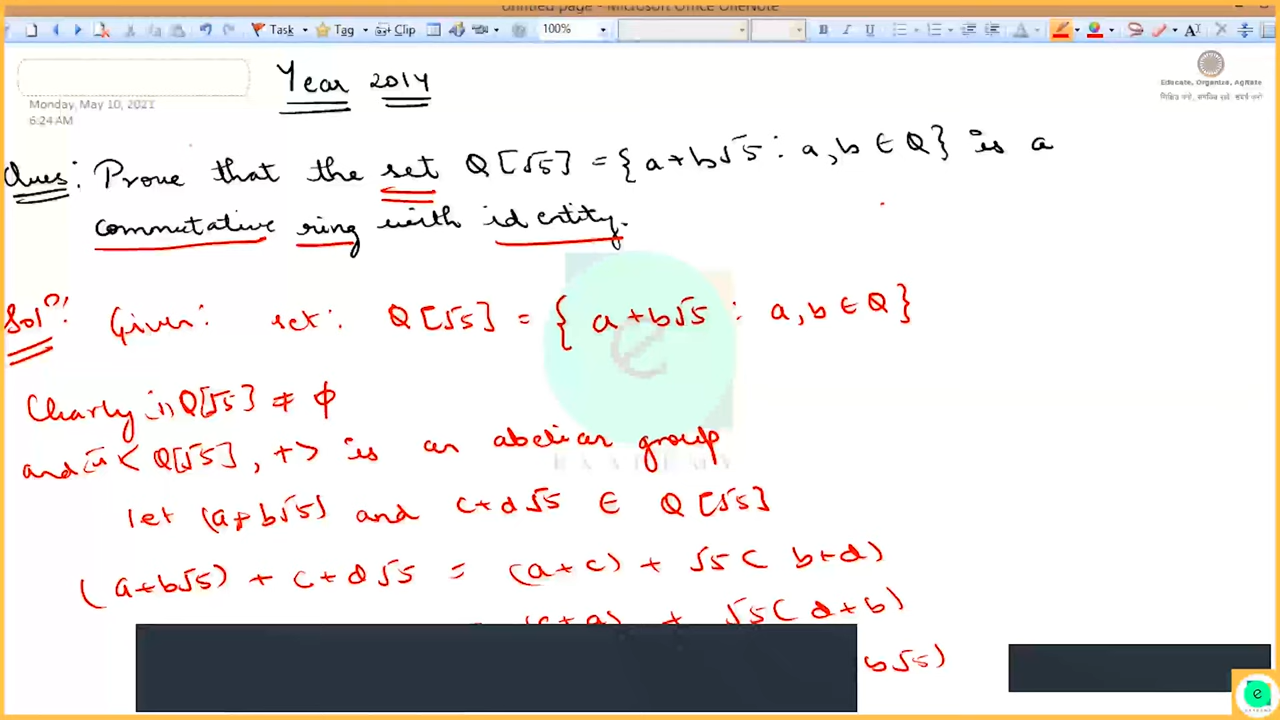 Untitled page - Microsoft Office OneNote
Task Tag Clip 100% B I U
Educate, Organize, Agitate
Year 2014
Monday, May 10, 2021
6:24 AM
Ques: Prove that the set Q[√5] = {a+b√5 : a,b ∈ Q} is a
commutative ring with identity.
Solⁿ: Given: set: Q[√5] = { a+b√5 : a,b ∈ Q}
Clearly i) Q[√5] ≠ ϕ
and ii) < Q[√5], +> is an abelian group
let (a+b√5) and c+d√5 ∈ Q[√5]
(a+b√5) + c+d√5 = (a+c) + √5( b+d)
= (c+a) + √5( d+b)
b√5)
e